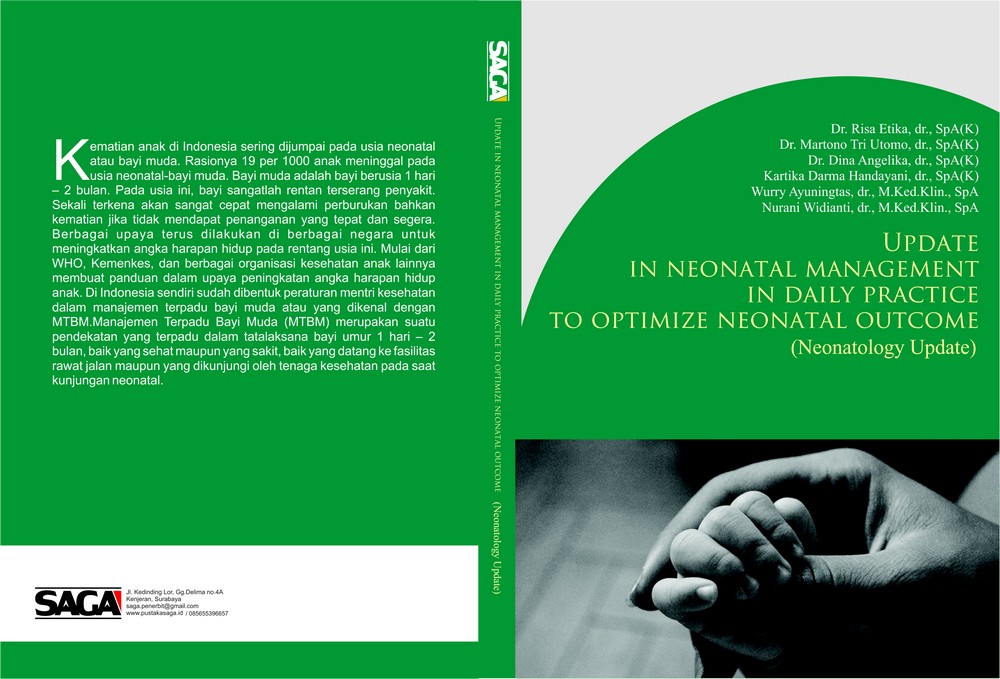 Kematian anak di Indonesia sering dijumpai pada usia neonatal
atau bayi muda. Rasionya 19 per 1000 anak meninggal pada
usia neonatal-bayi muda. Bayi muda adalah bayi berusia 1 hari
– 2 bulan. Pada usia ini, bayi sangatlah rentan terserang penyakit.
Sekali terkena akan sangat cepat mengalami perburukan bahkan
kematian jika tidak mendapat penanganan yang tepat dan segera.
Berbagai upaya terus dilakukan di berbagai negara untuk
meningkatkan angka harapan hidup pada rentang usia ini. Mulai dari
WHO, Kemenkes, dan berbagai organisasi kesehatan anak lainnya
membuat panduan dalam upaya peningkatan angka harapan hidup
anak. Di Indonesia sendiri sudah dibentuk peraturan mentri kesehatan
dalam manajemen terpadu bayi muda atau yang dikenal dengan
MTBM.Manajemen Terpadu Bayi Muda (MTBM) merupakan suatu
pendekatan yang terpadu dalam tatalaksana bayi umur 1 hari – 2
bulan, baik yang sehat maupun yang sakit, baik yang datang ke fasilitas
rawat jalan maupun yang dikunjungi oleh tenaga kesehatan pada saat
kunjungan neonatal.
SAGA
Jl. Kedinding Lor, Gg.Delima no.4A
Kenjeran, Surabaya
saga.penerbit@gmail.com
www.pustakasaga.id / 085655396657
SAGA
UPDATE IN NEONATAL MANAGEMENT IN DAILY PRACTICE TO OPTIMIZE NEONATAL OUTCOME (Neonatology Update)
Dr. Risa Etika, dr., SpA(K)
Dr. Martono Tri Utomo, dr., SpA(K)
Dr. Dina Angelika, dr., SpA(K)
Kartika Darma Handayani, dr., SpA(K)
Wurry Ayuningtas, dr., M.Ked.Klin., SpA
Nurani Widianti, dr., M.Ked.Klin., SpA
UPDATE
IN NEONATAL MANAGEMENT
IN DAILY PRACTICE
TO OPTIMIZE NEONATAL OUTCOME
(Neonatology Update)